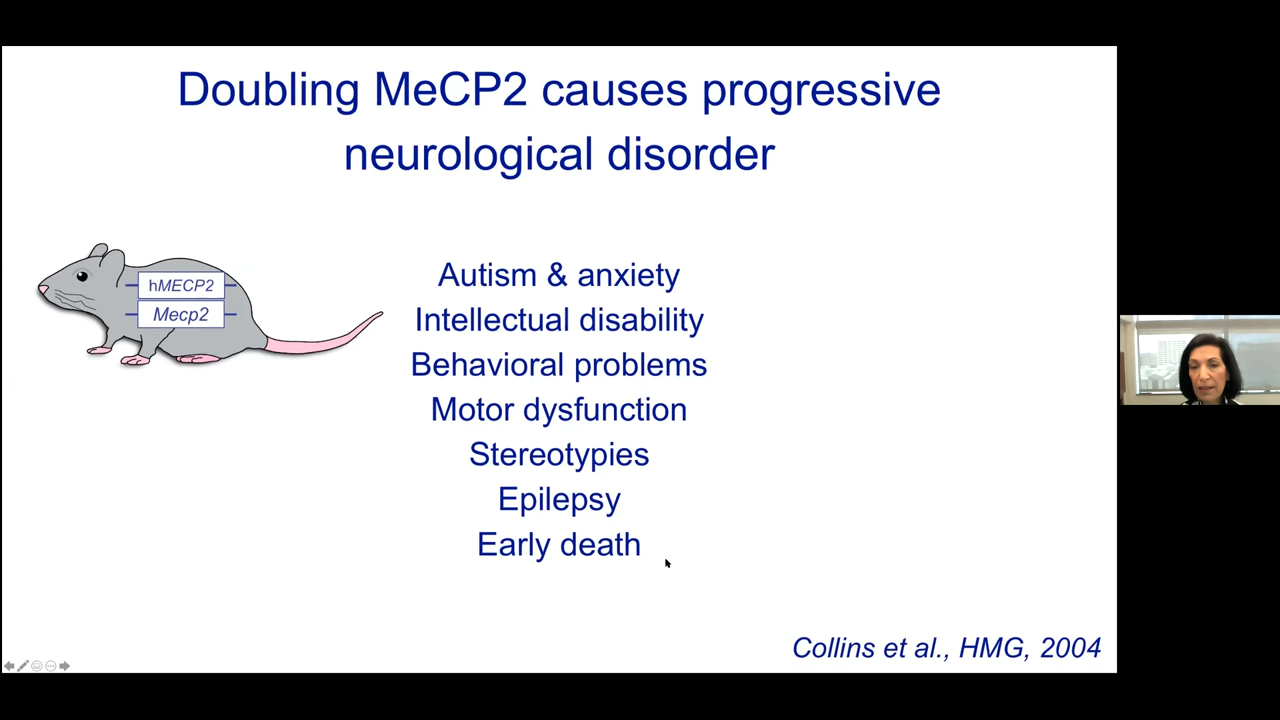 Doubling MeCP2 causes progressive
neurological disorder
hMECP2
Mecp2
Autism & anxiety
Intellectual disability
Behavioral problems
Motor dysfunction
Stereotypies
Epilepsy
Early death
Collins et al., HMG, 2004